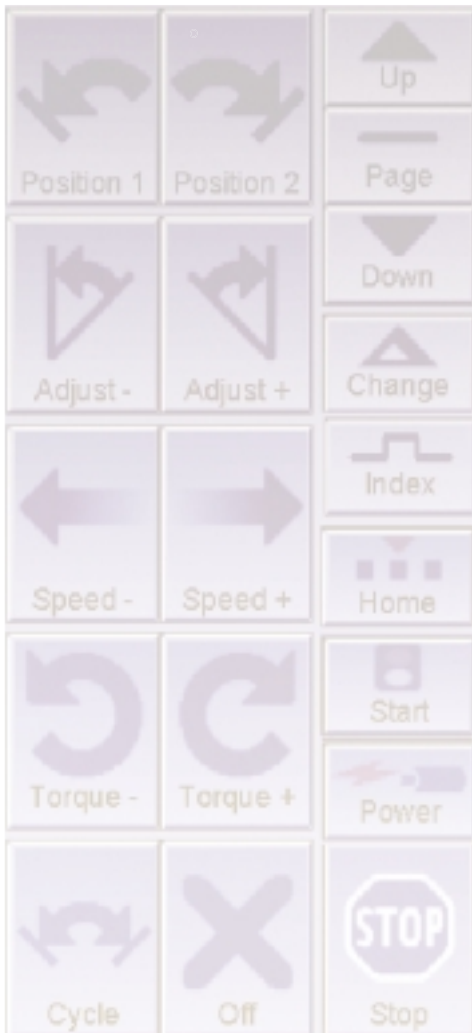 Position 1
Position 2
Up
Page
Down
Adjust -
Adjust +
Change
Index
Speed -
Speed +
Home
Torque -
Torque +
Start
Power
Cycle
Off
STOP
Stop